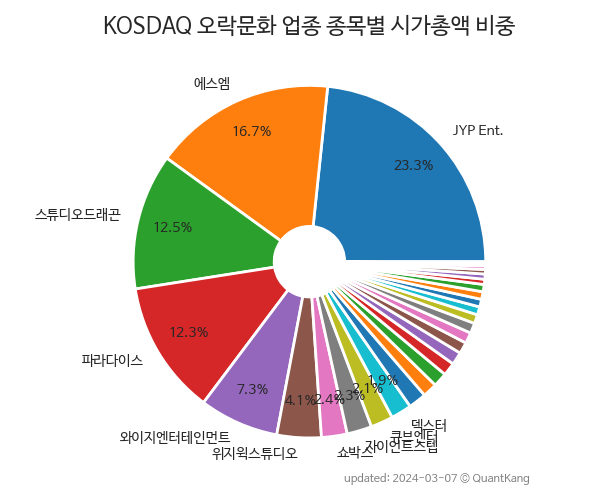 KOSDAQ 오락문화 업종 종목별 시가총액 비중
JYP Ent.
23.3%
에스엠
16.7%
스튜디오드래곤
12.5%
파라다이스
12.3%
와이지엔터테인먼트
7.3%
위지윅스튜디오
4.1%
쇼박스
2.4%
자이언트스텝
2.3%
큐브엔터
2.1%
덱스터
1.9%
updated: 2024-03-07 © QuantKang